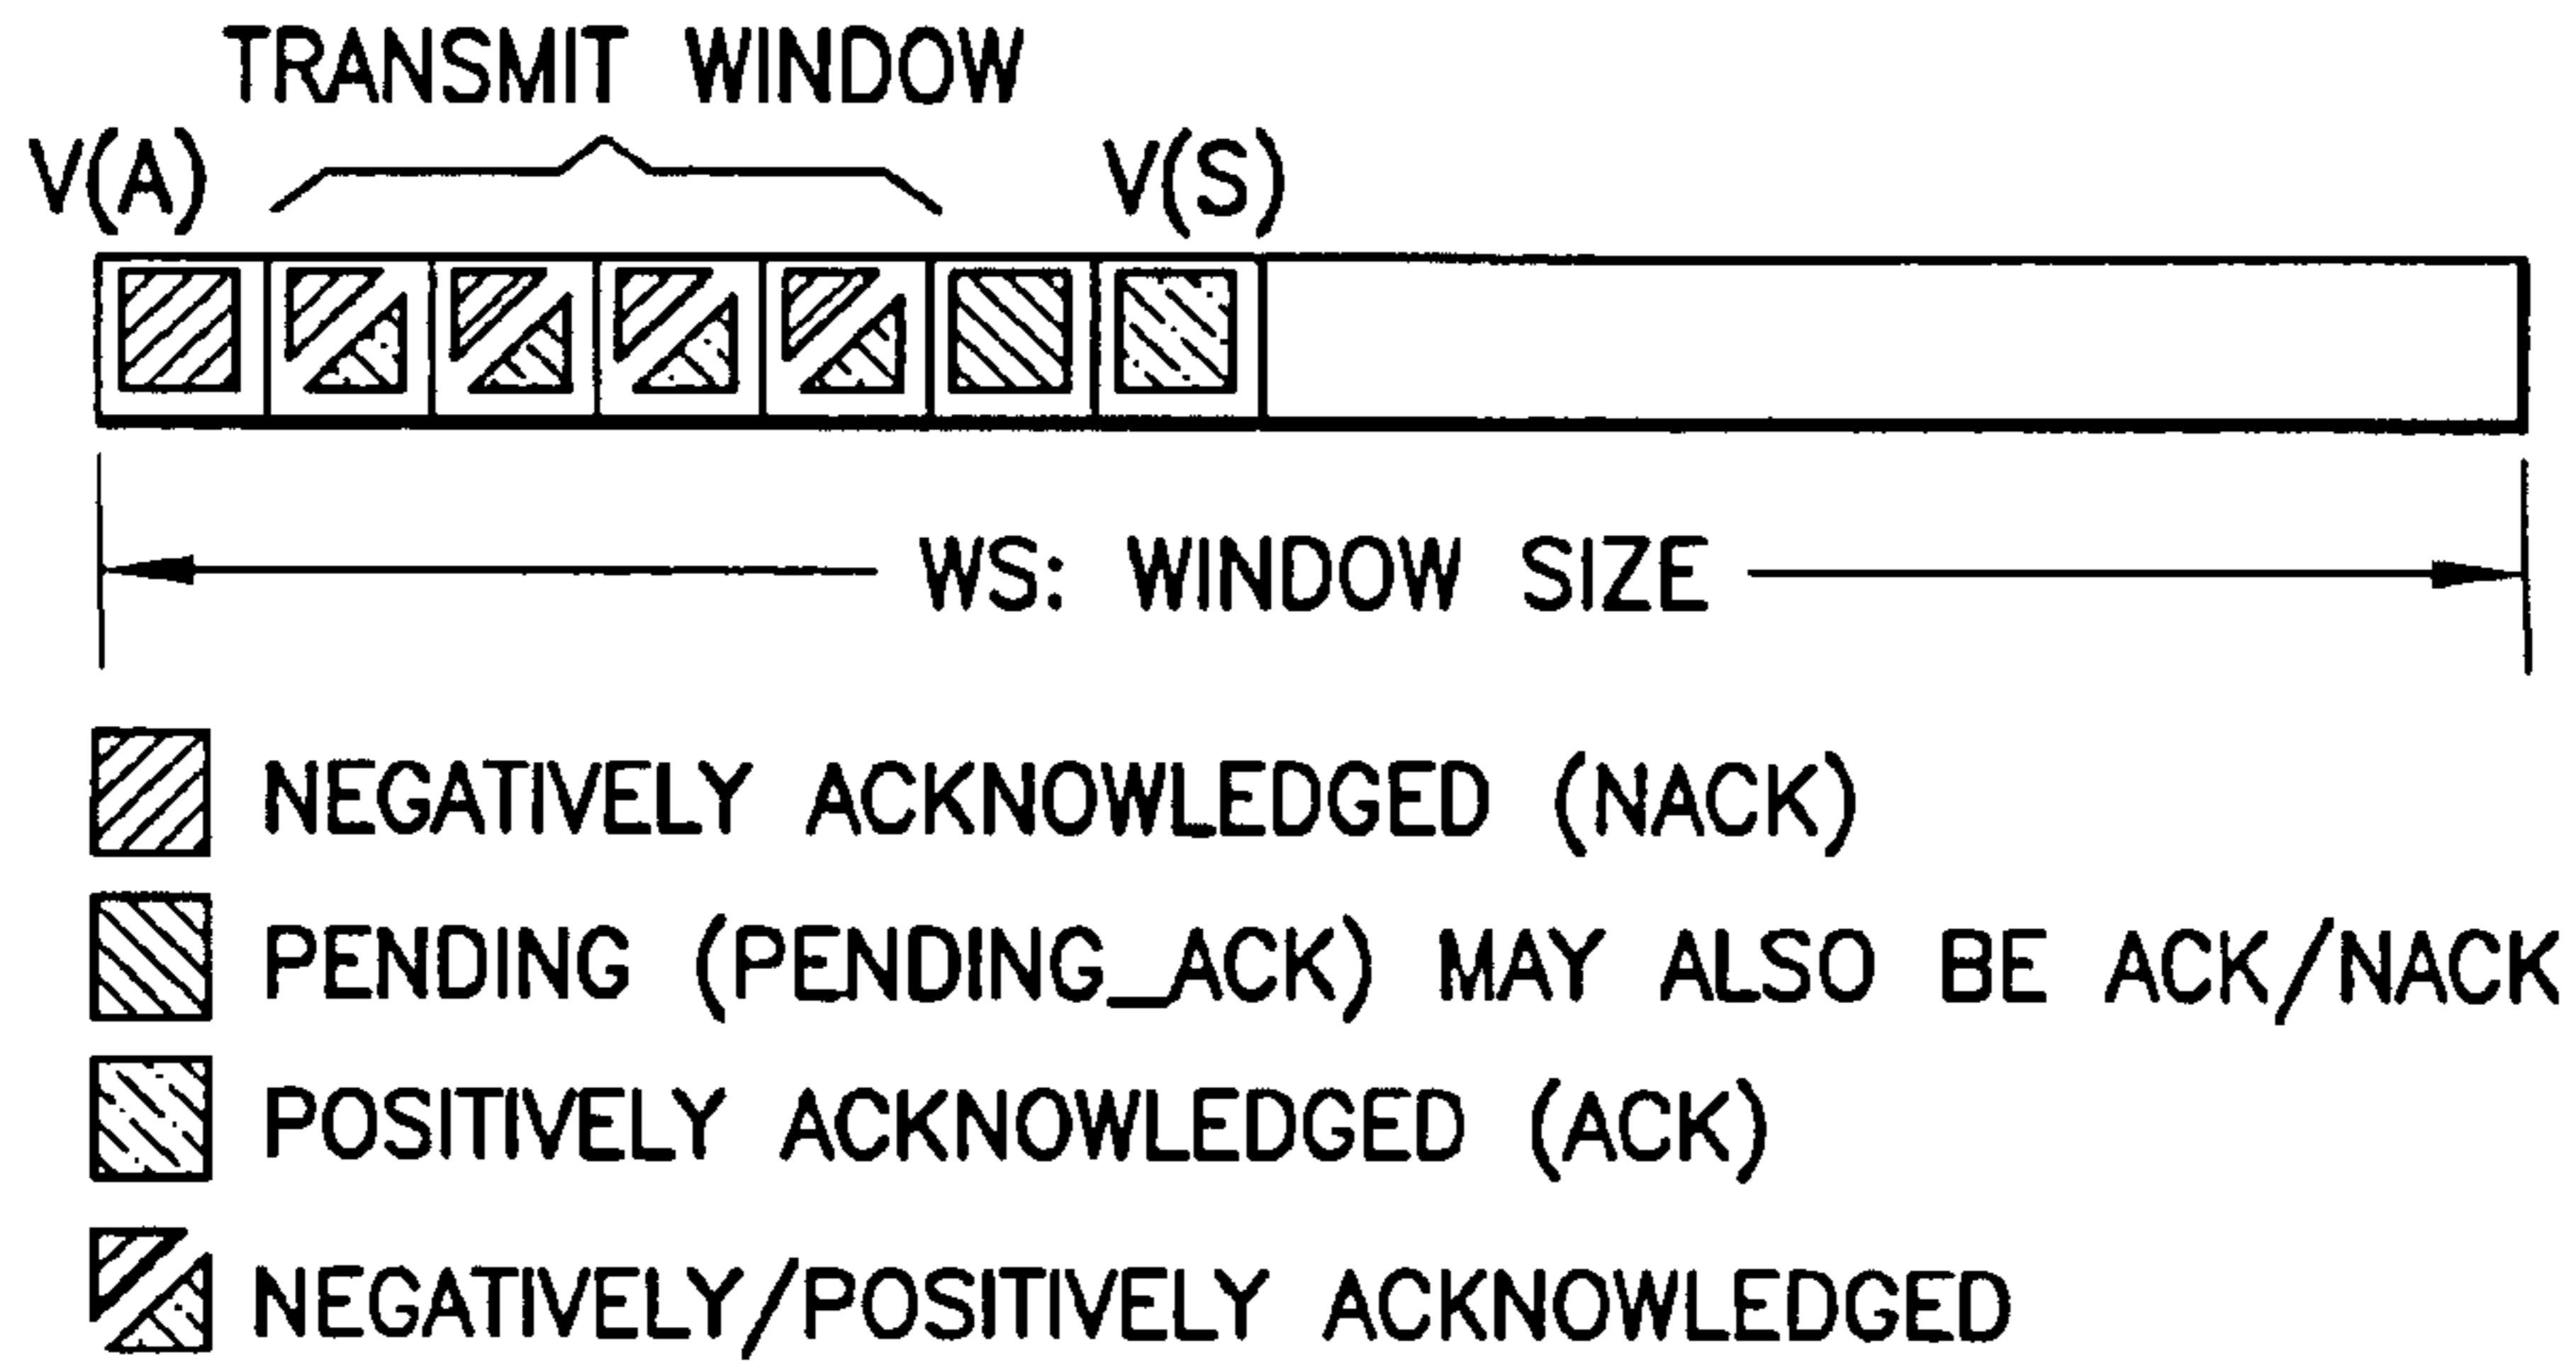 TRANSMIT WINDOW
V(A)
V(S)
WS: WINDOW SIZE
NEGATIVELY ACKNOWLEDGED (NACK)
PENDING (PENDING_ACK) MAY ALSO BE ACK/NACK
POSITIVELY ACKNOWLEDGED (ACK)
NEGATIVELY/POSITIVELY ACKNOWLEDGED